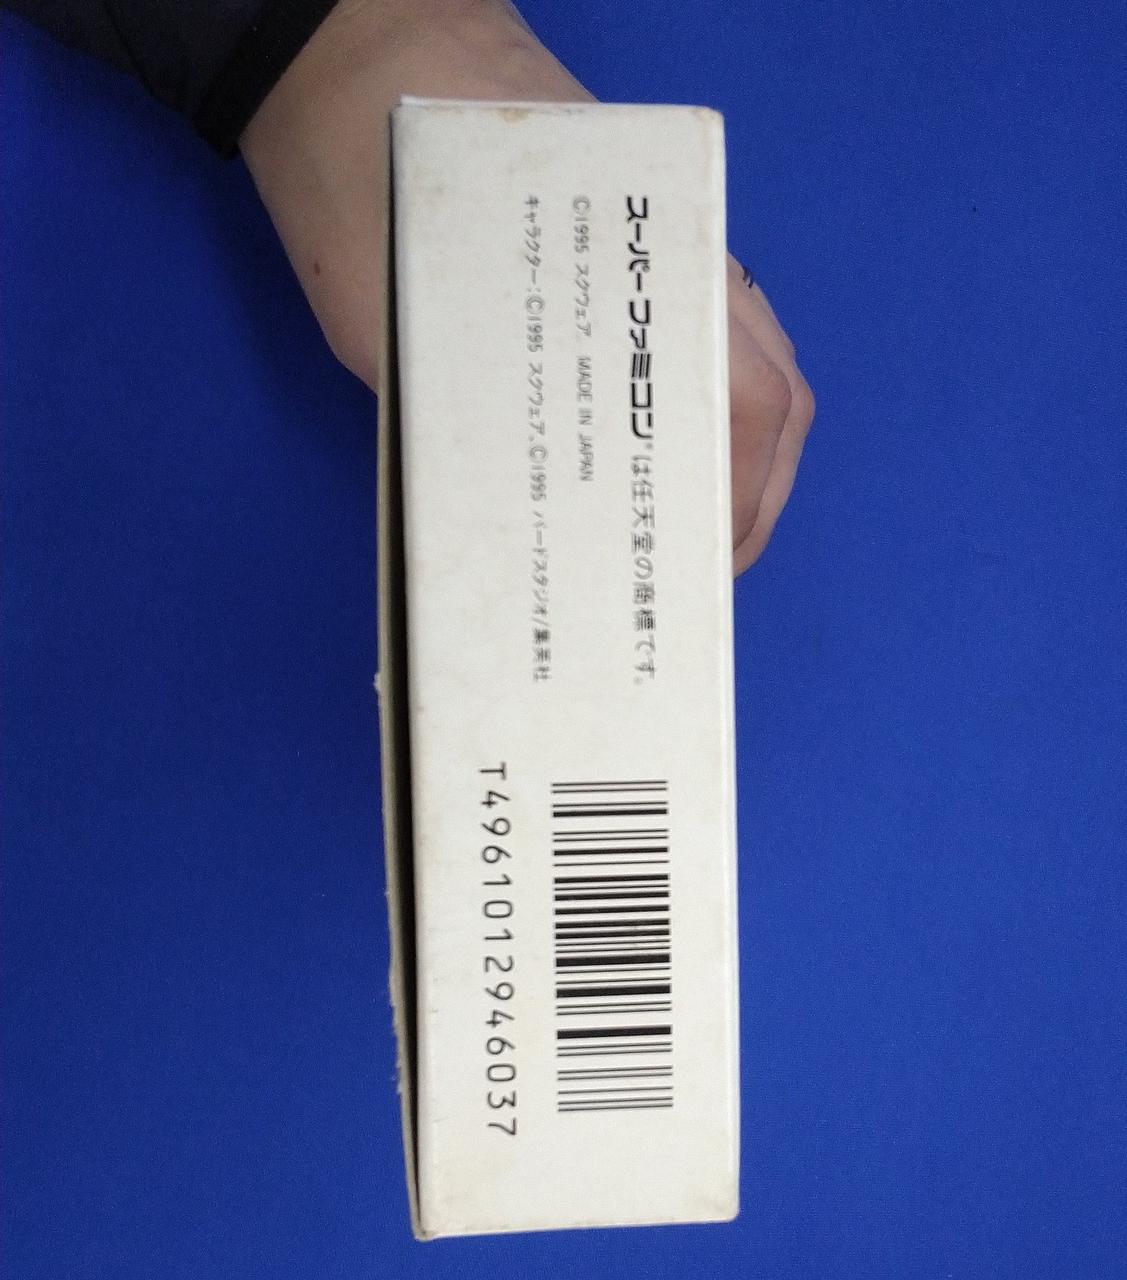 スーパーファミコン®は任天堂の商標です。
©1995 スクウェア MADE IN JAPAN
キャラクター:©1995 スクウェア、©1995 バードスタジオ/集英社
T4961012946037